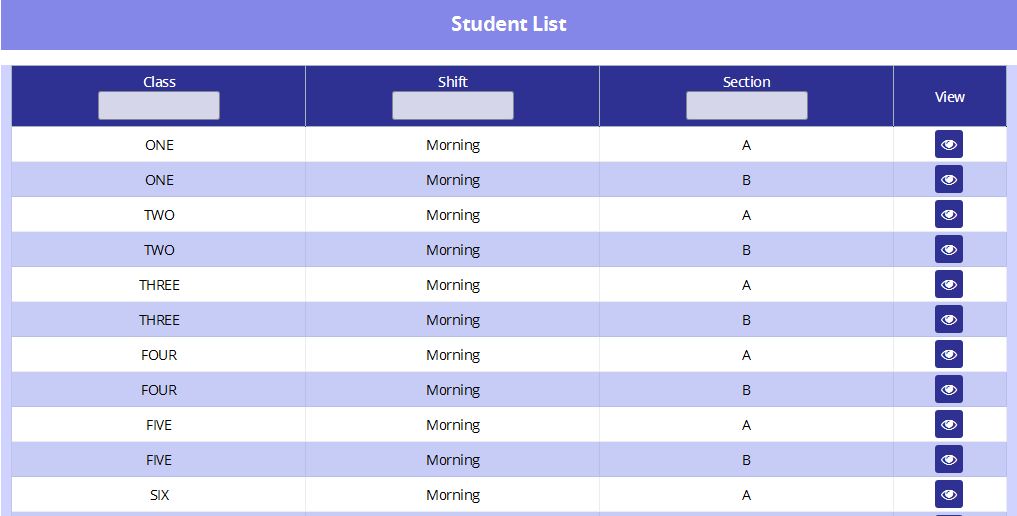 Student List
Class Shift Section View
ONE Morning A
ONE Morning B
TWO Morning A
TWO Morning B
THREE Morning A
THREE Morning B
FOUR Morning A
FOUR Morning B
FIVE Morning A
FIVE Morning B
SIX Morning A